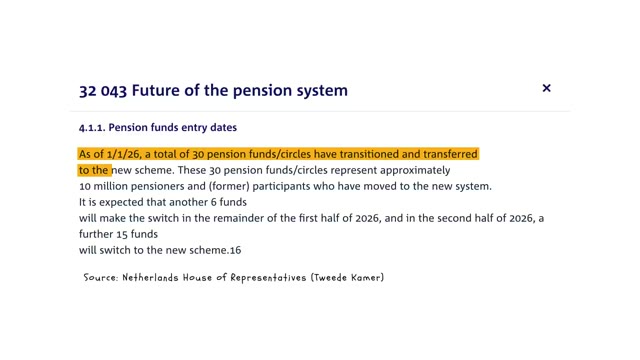 32 043 Future of the pension system
×
4.1.1. Pension funds entry dates
As of 1/1/26, a total of 30 pension funds/circles have transitioned and transferred
to the new scheme. These 30 pension funds/circles represent approximately
10 million pensioners and (former) participants who have moved to the new system.
It is expected that another 6 funds
will make the switch in the remainder of the first half of 2026, and in the second half of 2026, a
further 15 funds
will switch to the new scheme.16
Source: Netherlands House of Representatives (Tweede Kamer)